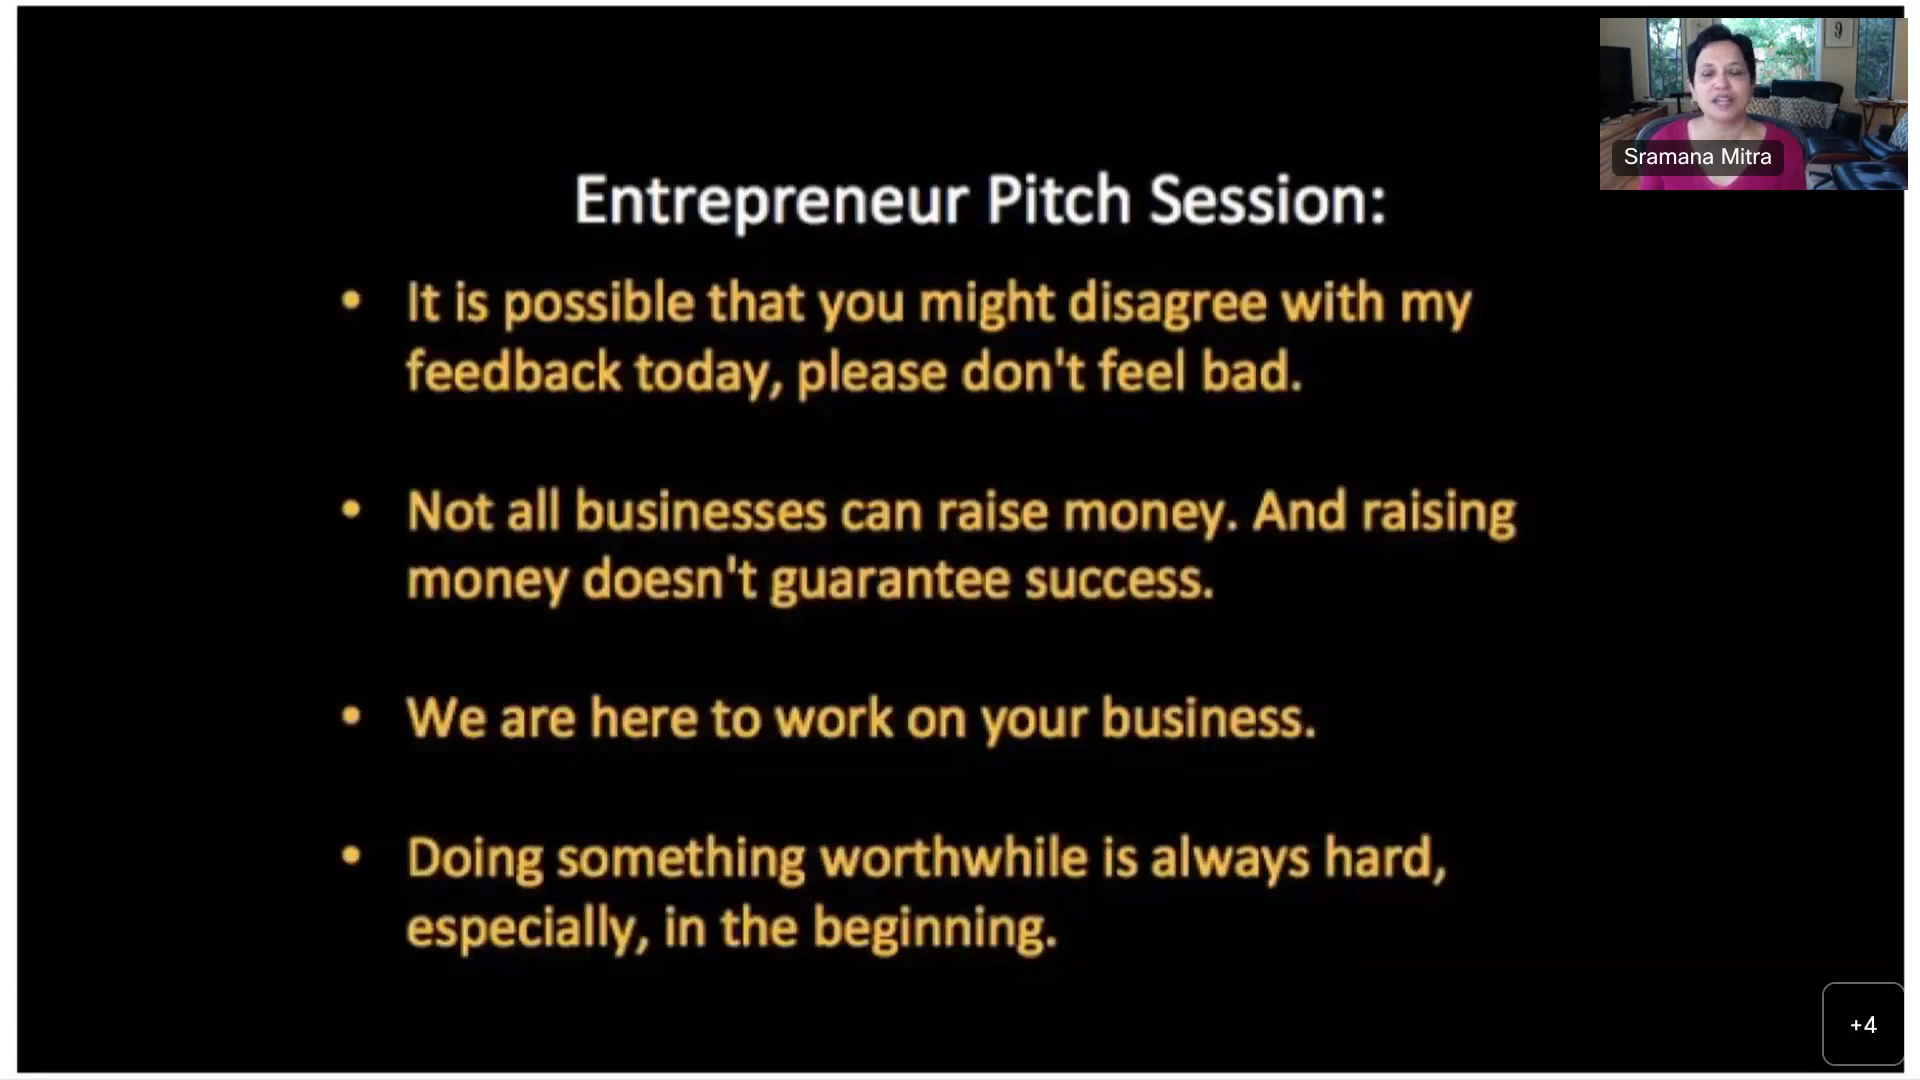 Sramana Mitra
Entrepreneur Pitch Session:
• It is possible that you might disagree with my
feedback today, please don't feel bad.
• Not all businesses can raise money. And raising
money doesn't guarantee success.
• We are here to work on your business.
• Doing something worthwhile is always hard,
especially, in the beginning.
+4